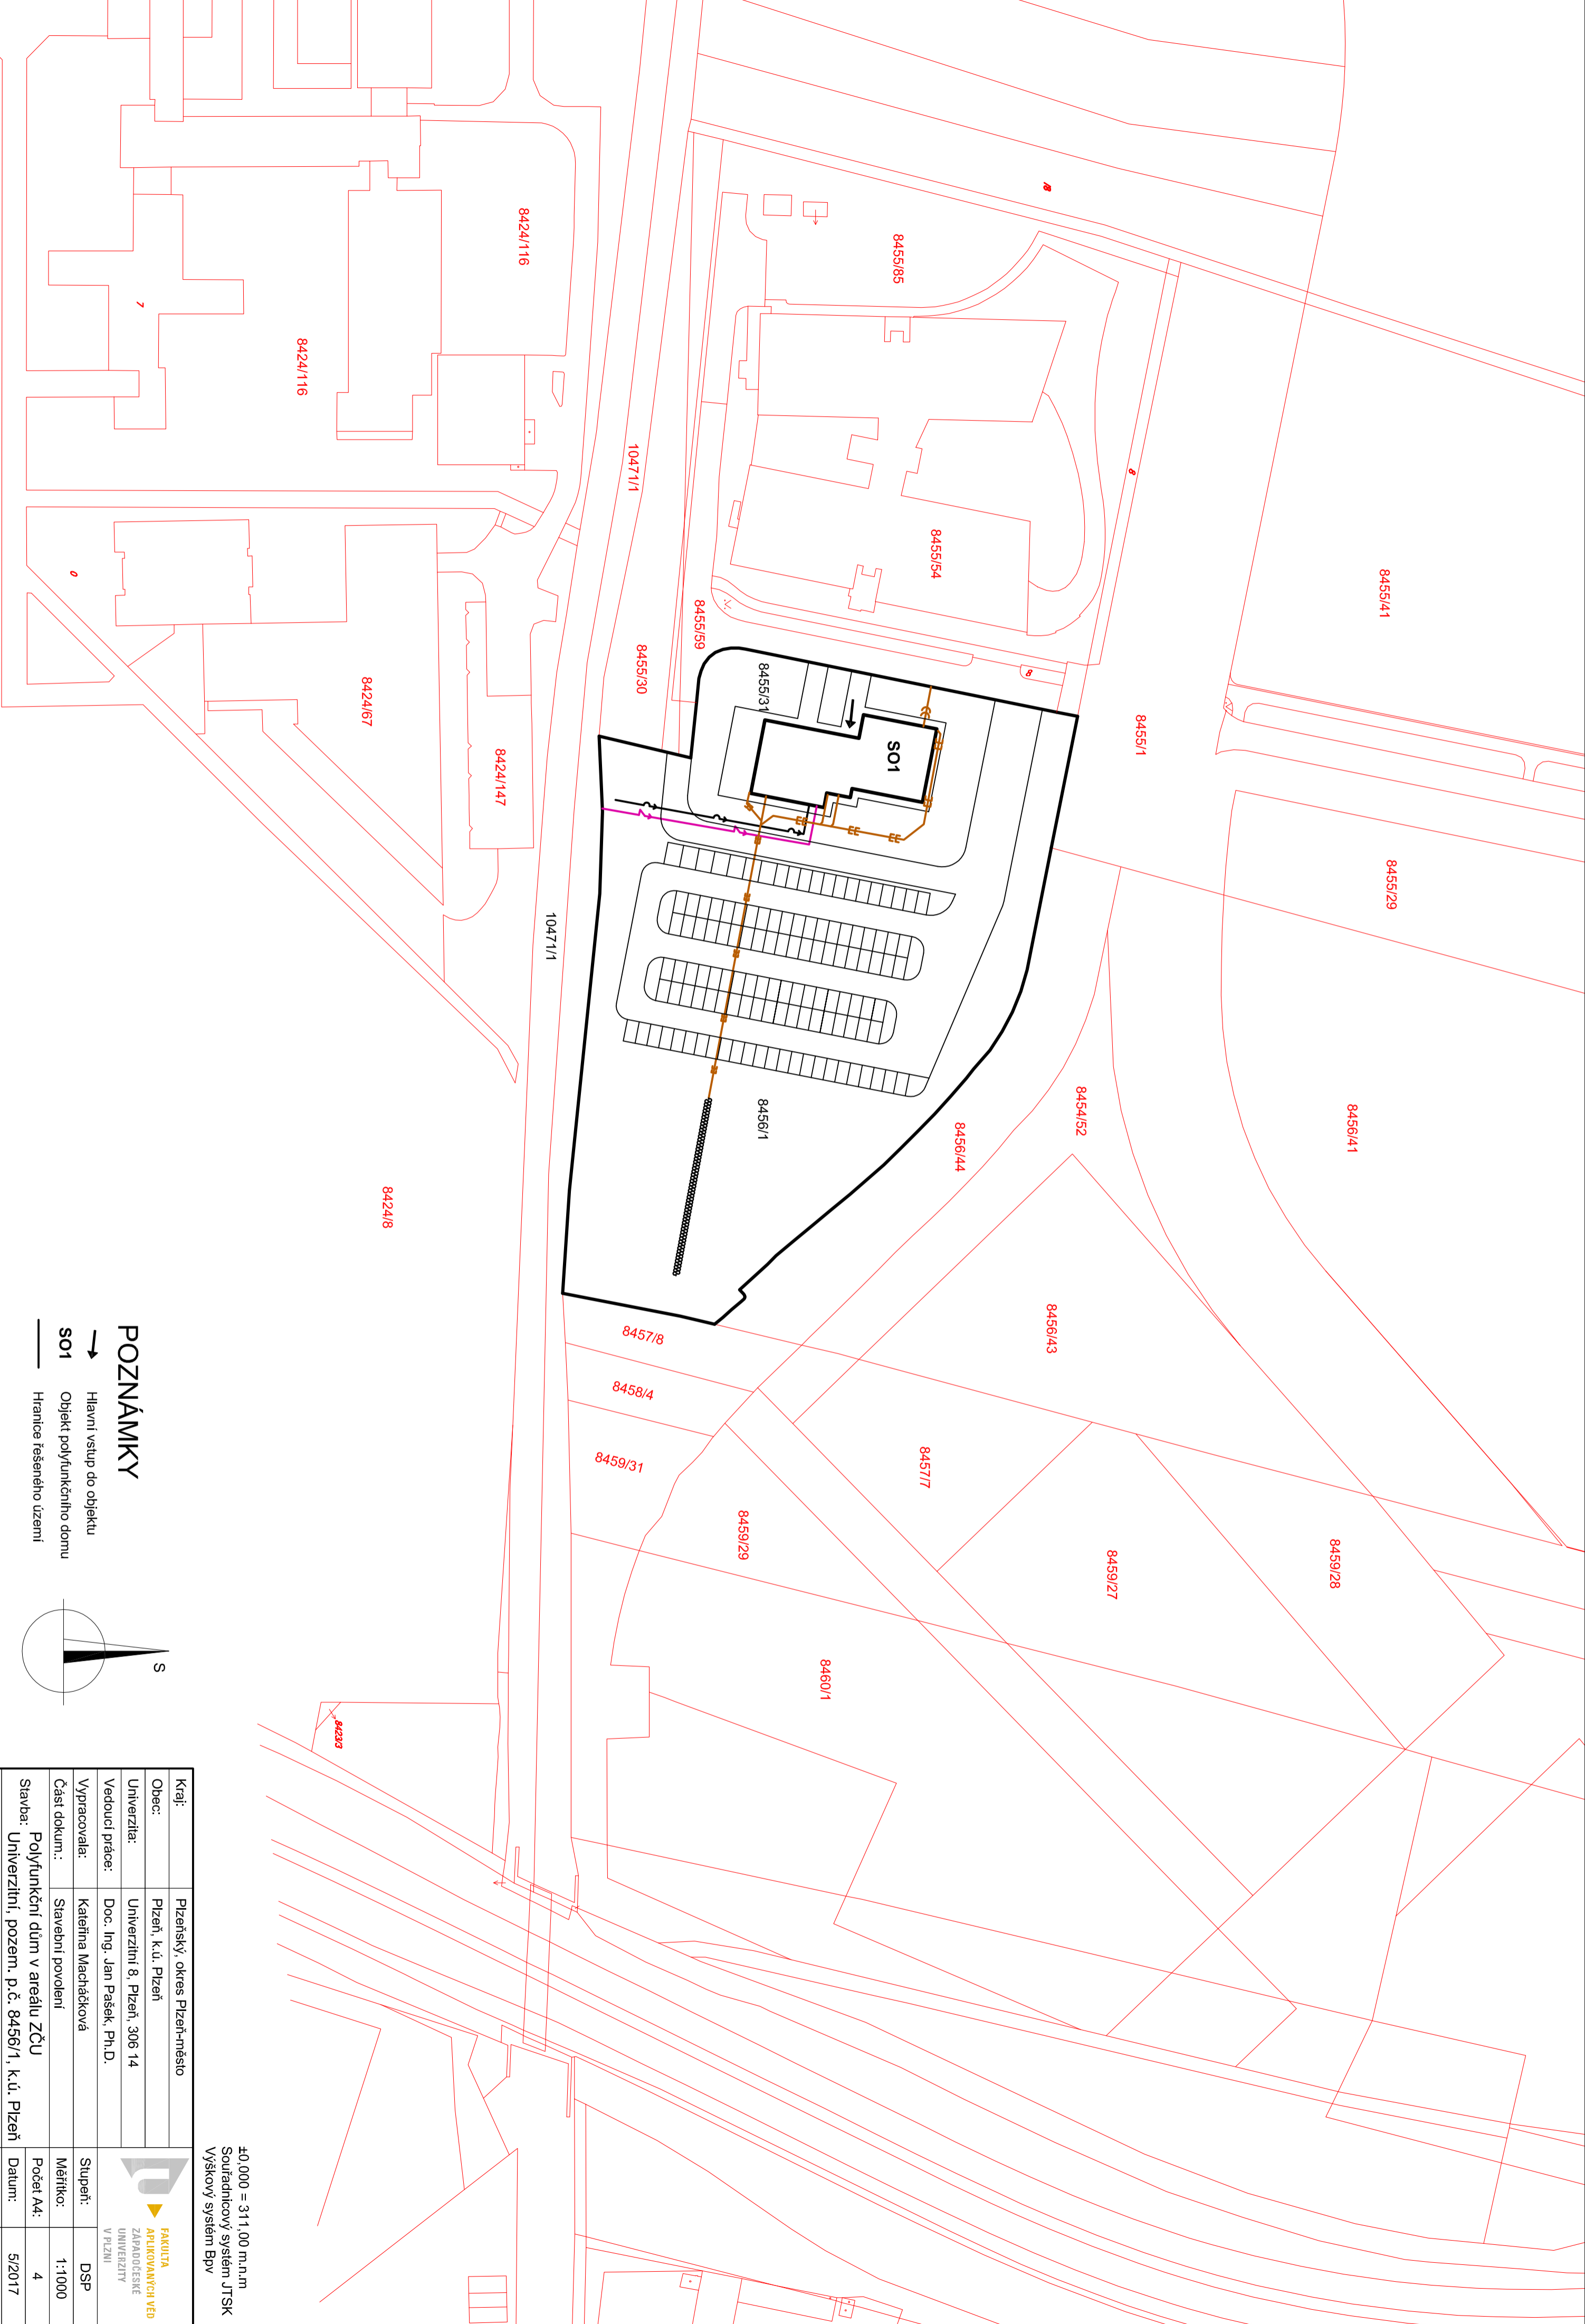 8455/41
8455/85
8
8424/116
7
8424/116
8
10471/1
8455/54
0
8455/59
8455/30
8424/67
8455/31
8
8455/1
SO1
8424/147
8455/29
10471/1
8456/41
8454/52
8456/1
8456/44
8424/8
8456/43
8457/8
8458/4
8459/31
8457/7
8459/29
8459/28
8459/27
8460/1
8423/3
POZNÁMKY
Hlavní vstup do objektu
SO1 Objekt polyfunkčního domu
Hranice řešeného území
S
±0,000 = 311,00 m.n.m
Souřadnicový systém JTSK
Výškový systém Bpv
Kraj: Plzeňský, okres Plzeň-město
Obec: Plzeň, k.ú. Plzeň
Univerzita: Univerzitní 8, Plzeň, 306 14
Vedoucí práce: Doc. Ing. Jan Pašek, Ph.D.
Vypracovala: Kateřina Macháčková
Část dokum.: Stavební povolení
Stavba: Polyfunkční dům v areálu ZČU
Univerzitní, pozem. p.č. 8456/1, k.ú. Plzeň
FAKULTA
APLIKOVANÝCH VĚD
ZÁPADOČESKÉ
UNIVERZITY
V PLZNI
Stupeň: DSP
Měřítko: 1:1000
Počet A4: 4
Datum: 5/2017